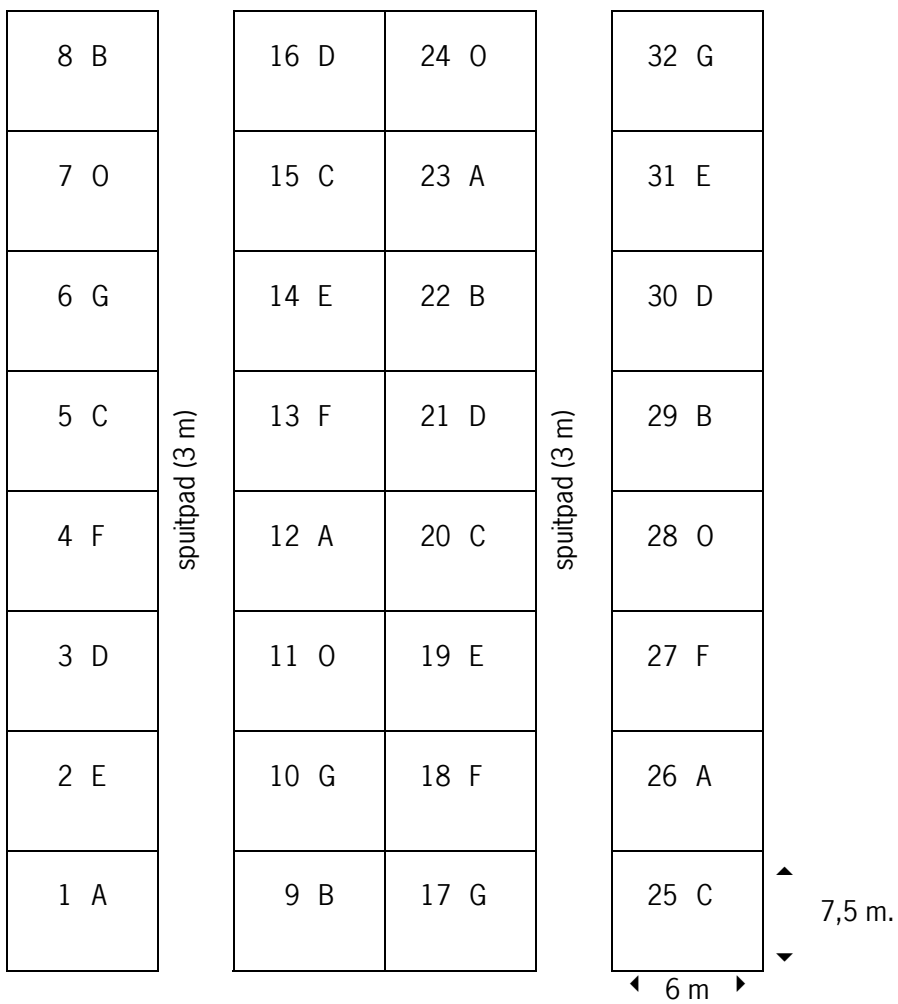 8 B 16 D 24 O 32 G
7 O 15 C 23 A 31 E
6 G 14 E 22 B 30 D
5 C 13 F 21 D 29 B
spuitpad (3 m) spuitpad (3 m)
4 F 12 A 20 C 28 O
3 D 11 O 19 E 27 F
2 E 10 G 18 F 26 A
1 A 9 B 17 G 25 C
7,5 m.
6 m